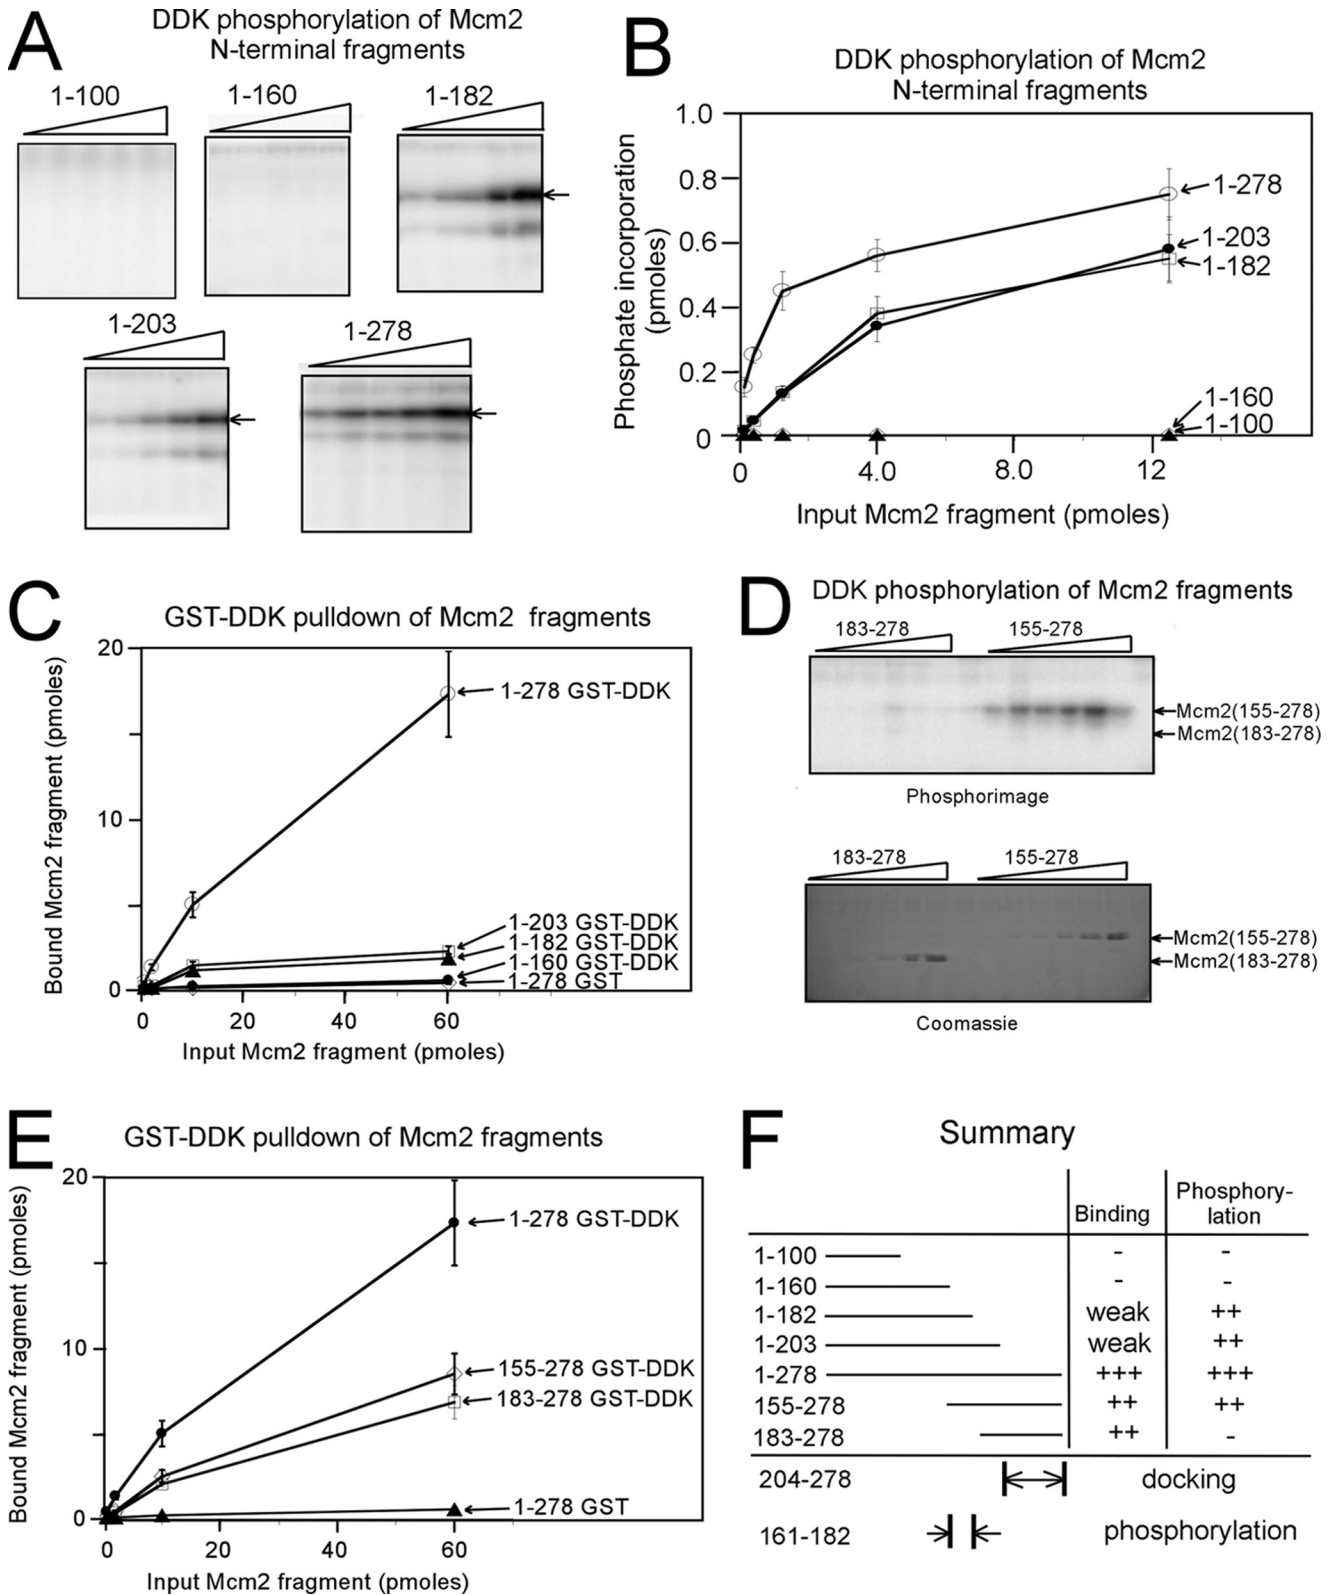 A
DDK phosphorylation of Mcm2
N-terminal fragments
1-100
1-160
1-182
1-203
1-278
B
DDK phosphorylation of Mcm2
N-terminal fragments
Phosphate incorporation
(pmoles)
1.0
0.8
0.6
0.4
0.2
0
1-278
1-203
1-182
1-160
1-100
0
4.0
8.0
12
Input Mcm2 fragment (pmoles)
C
GST-DDK pulldown of Mcm2 fragments
Bound Mcm2 fragment (pmoles)
20
10
0
1-278 GST-DDK
1-203 GST-DDK
1-182 GST-DDK
1-160 GST-DDK
1-278 GST
0
20
40
60
Input Mcm2 fragment (pmoles)
D
DDK phosphorylation of Mcm2 fragments
183-278
155-278
Mcm2(155-278)
Mcm2(183-278)
Phosphorimage
183-278
155-278
Mcm2(155-278)
Mcm2(183-278)
Coomassie
E
GST-DDK pulldown of Mcm2 fragments
Bound Mcm2 fragment (pmoles)
20
10
0
1-278 GST-DDK
155-278 GST-DDK
183-278 GST-DDK
1-278 GST
0
20
40
60
Input Mcm2 fragment (pmoles)
F
Summary
Binding
Phosphory-
lation
1-100 - -
1-160 - -
1-182 weak ++
1-203 weak ++
1-278 +++ +++
155-278 ++ ++
183-278 ++ -
204-278 docking
161-182 phosphorylation